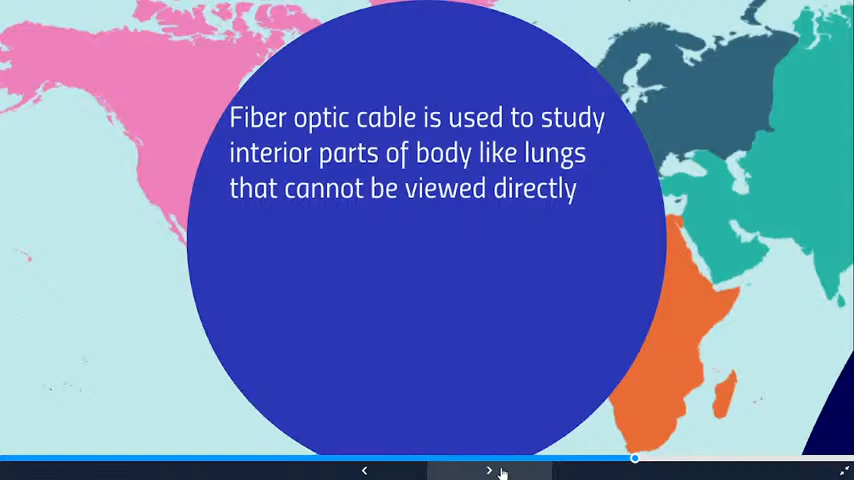 Fiber optic cable is used to study
interior parts of body like lungs
that cannot be viewed directly